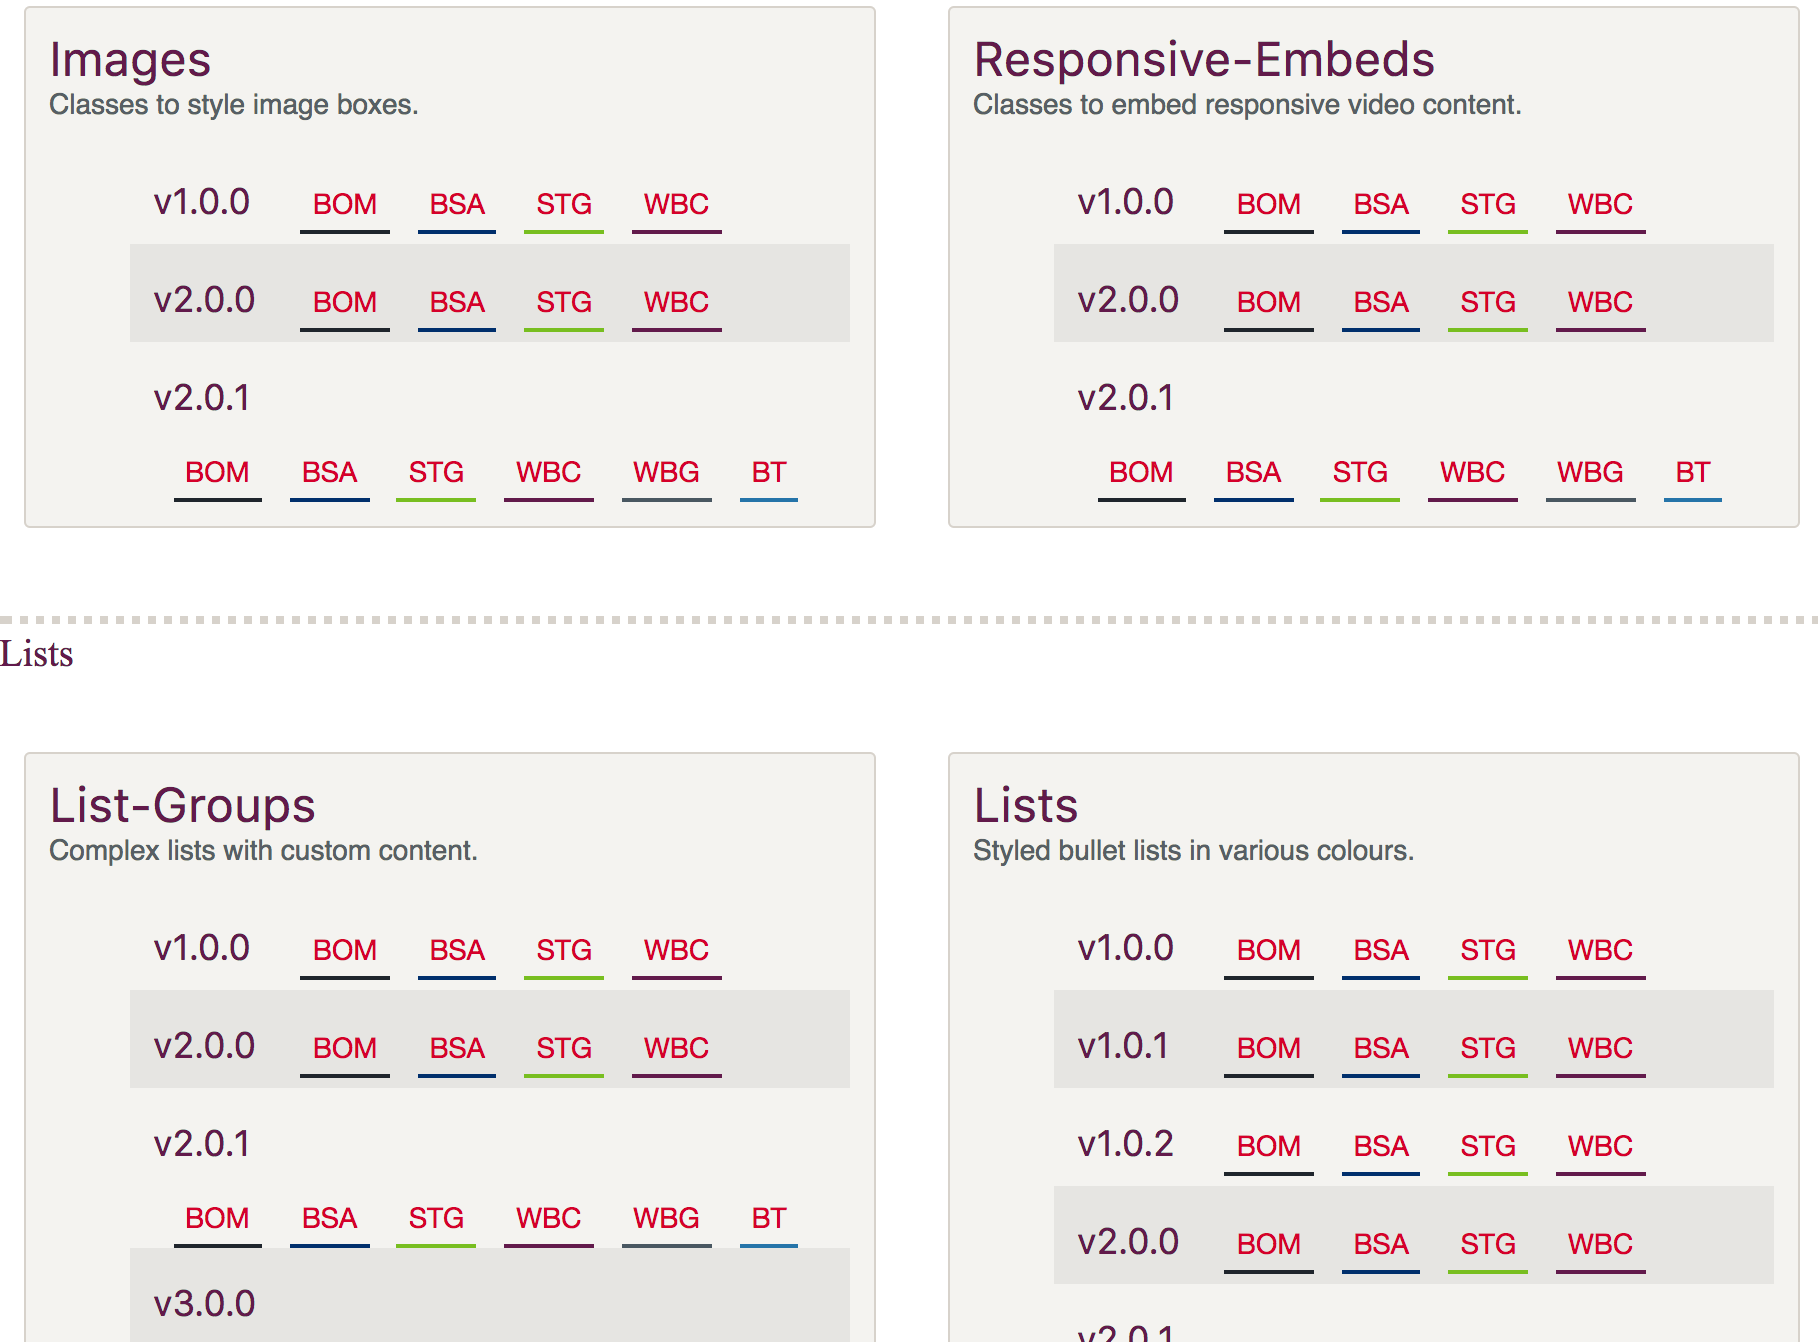 Images
Classes to style image boxes.
v1.0.0 BOM BSA STG WBC
v2.0.0 BOM BSA STG WBC
v2.0.1
BOM BSA STG WBC WBG BT
Responsive-Embeds
Classes to embed responsive video content.
v1.0.0 BOM BSA STG WBC
v2.0.0 BOM BSA STG WBC
v2.0.1
BOM BSA STG WBC WBG BT
Lists
List-Groups
Complex lists with custom content.
v1.0.0 BOM BSA STG WBC
v2.0.0 BOM BSA STG WBC
v2.0.1
BOM BSA STG WBC WBG BT
v3.0.0
Lists
Styled bullet lists in various colours.
v1.0.0 BOM BSA STG WBC
v1.0.1 BOM BSA STG WBC
v1.0.2 BOM BSA STG WBC
v2.0.0 BOM BSA STG WBC
v2.0.1